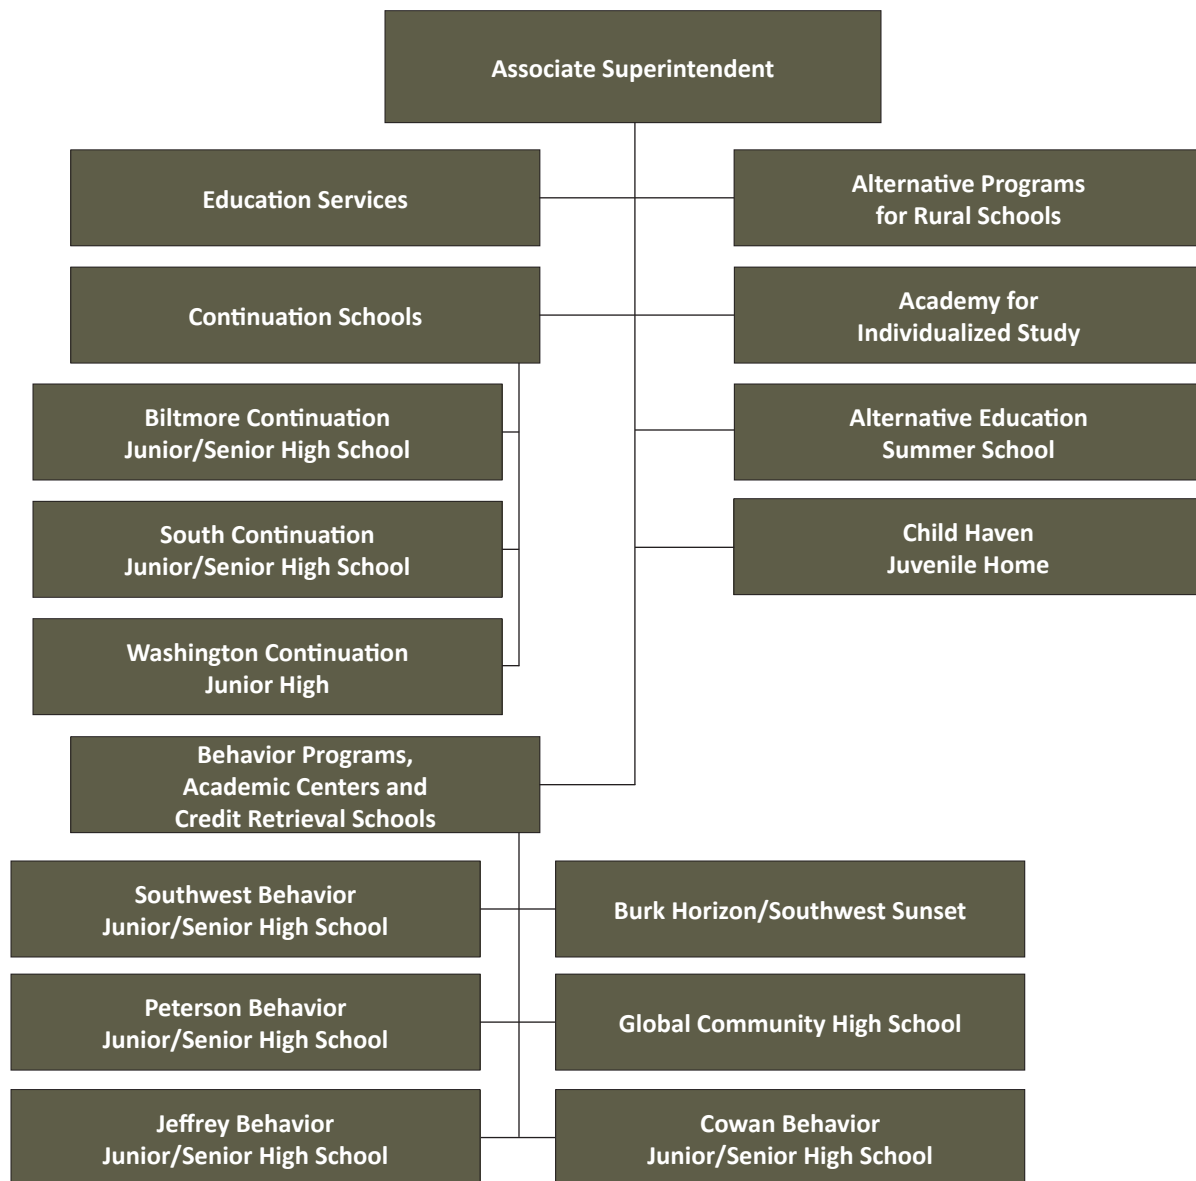 Associate Superintendent
Education Services
Alternative Programs
for Rural Schools
Continuation Schools
Academy for
Individualized Study
Biltmore Continuation
Junior/Senior High School
Alternative Education
Summer School
South Continuation
Junior/Senior High School
Child Haven
Juvenile Home
Washington Continuation
Junior High
Behavior Programs,
Academic Centers and
Credit Retrieval Schools
Southwest Behavior
Junior/Senior High School
Burk Horizon/Southwest Sunset
Peterson Behavior
Junior/Senior High School
Global Community High School
Jeffrey Behavior
Junior/Senior High School
Cowan Behavior
Junior/Senior High School